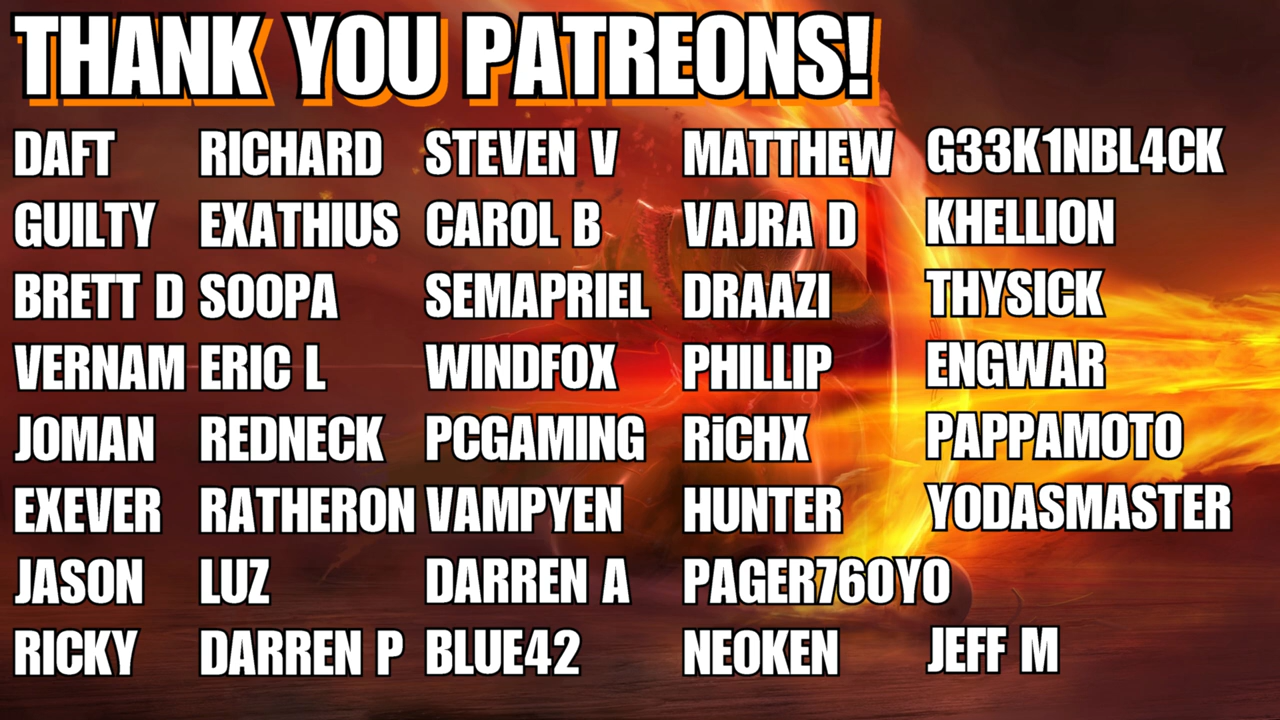 THANK YOU PATREONS!
DAFT RICHARD STEVEN V MATTHEW G33K1NBL4CK
GUILTY EXATHIUS CAROL B VAJRA D KHELLION
BRETT D SOOPA SEMAPRIEL DRAAZI THYSICK
VERNAM ERIC L WINDFOX PHILLIP ENGWAR
JOMAN REDNECK PCGAMING RiCHX PAPPAMOTO
EXEVER RATHERON VAMPYEN HUNTER YODASMASTER
JASON LUZ DARREN A PAGER760YO
RICKY DARREN P BLUE42 NEOKEN JEFF M